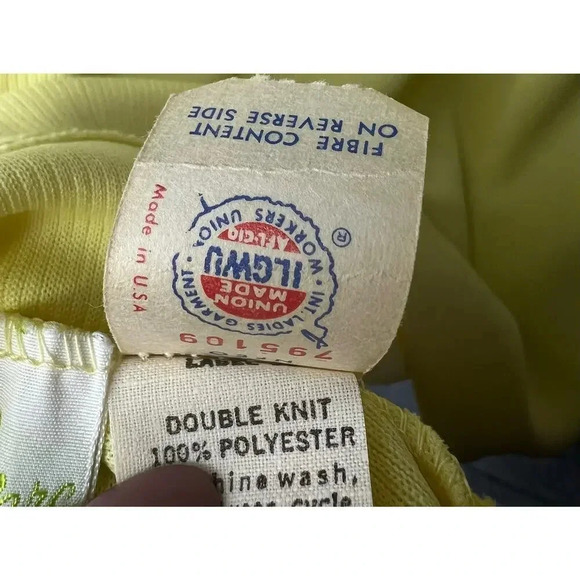 FIBRE CONTENT
ON REVERSE SIDE
Made in U.S.A
INT. LADIES GARMENT WORKERS UNION
AFL-CIO
ILGWU
UNION
MADE
®
795109
DOUBLE KNIT
100% POLYESTER
wash,
cycle